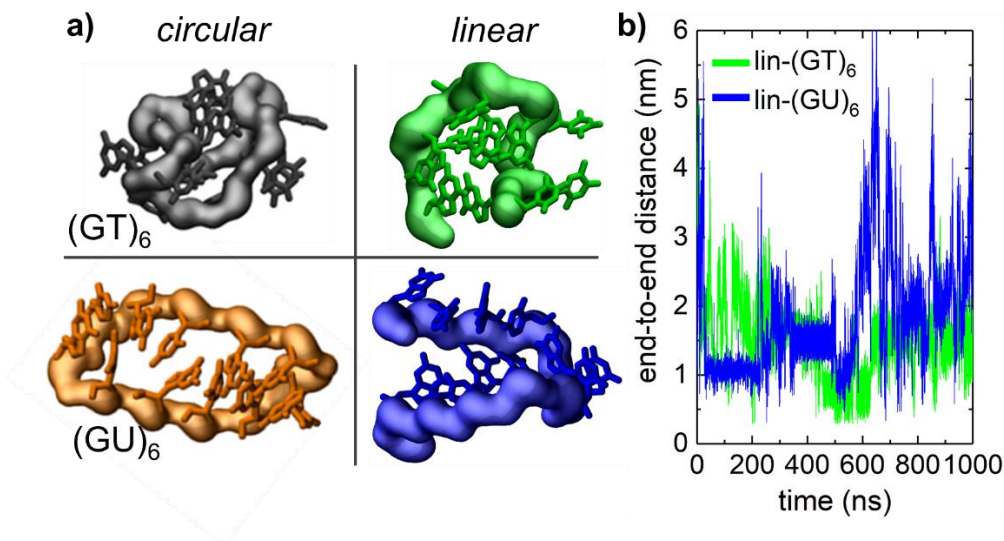 a) circular linear
(GT)6
(GU)6
b)
lin-(GT)6
lin-(GU)6
end-to-end distance (nm)
6
5
4
3
2
1
0
0 200 400 600 800 1000
time (ns)